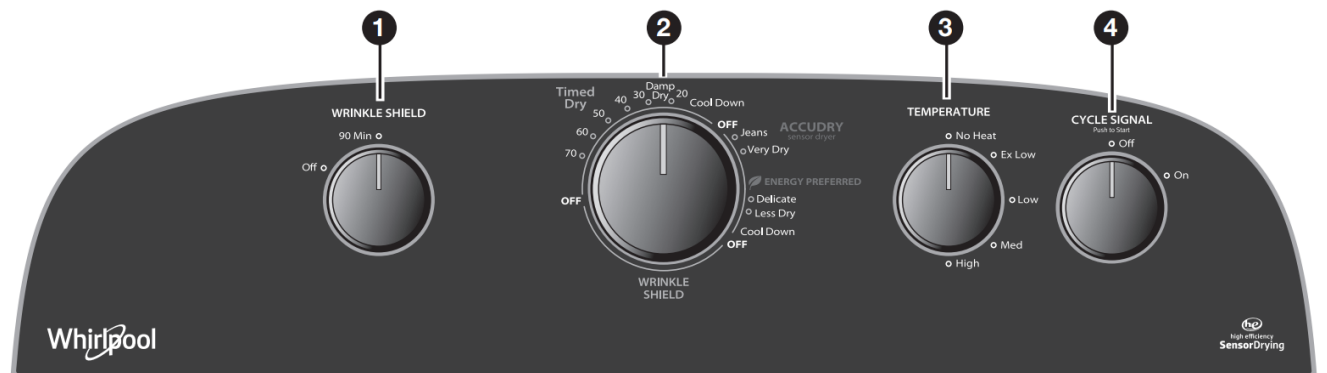 1
2
3
4
WRINKLE SHIELD
90 Min
Off
Timed
Dry
70
60
50
40
30
Damp
Dry
20
Cool Down
OFF
Jeans
Very Dry
ACCUDRY
sensor dryer
ENERGY PREFERRED
Delicate
Less Dry
Cool Down
OFF
WRINKLE
SHIELD
OFF
TEMPERATURE
No Heat
Ex Low
Low
Med
High
CYCLE SIGNAL
Push to Start
Off
On
Whirlpool
he
high efficiency
SensorDrying